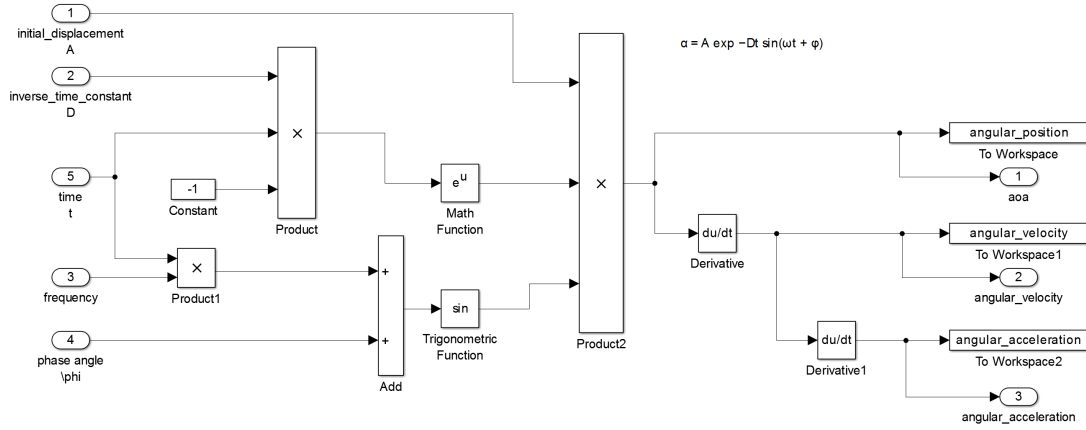 1
initial_displacement
A
α = A exp −Dt sin(ωt + φ)
2
inverse_time_constant
D
×
Product
5
time
t
-1
Constant
e^u
Math
Function
×
Product2
angular_position
To Workspace
1
aoa
du/dt
Derivative
angular_velocity
To Workspace1
2
angular_velocity
×
Product1
3
frequency
4
phase angle
\phi
+
+
Add
sin
Trigonometric
Function
du/dt
Derivative1
angular_acceleration
To Workspace2
3
angular_acceleration